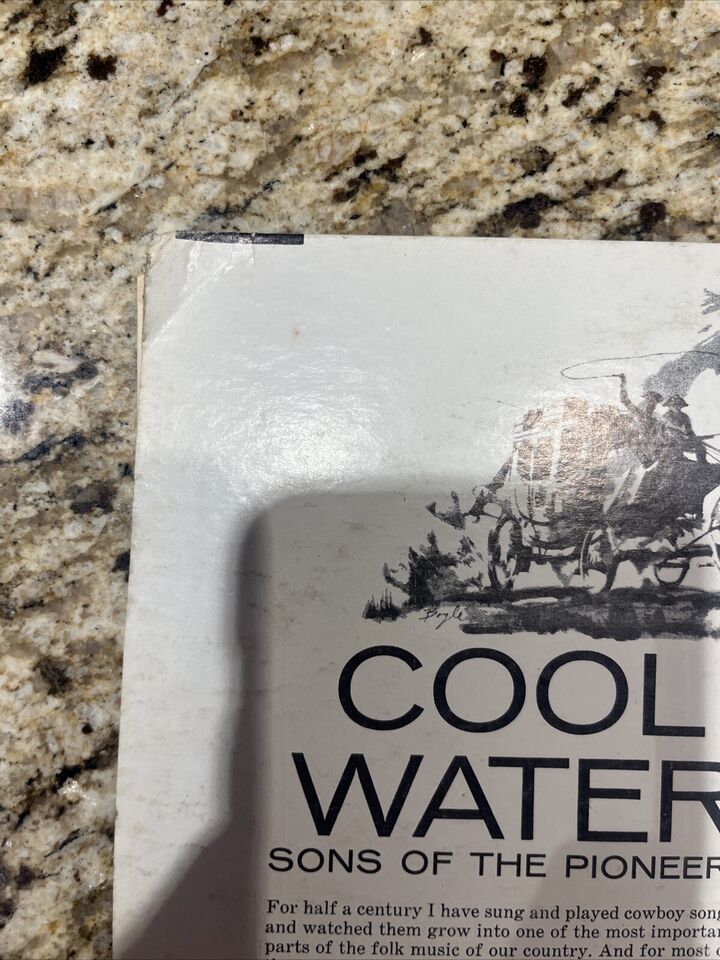 Boyle
COOL
WATER
SONS OF THE PIONEER
For half a century I have sung and played cowboy song
and watched them grow into one of the most importan
parts of the folk music of our country. And for most o